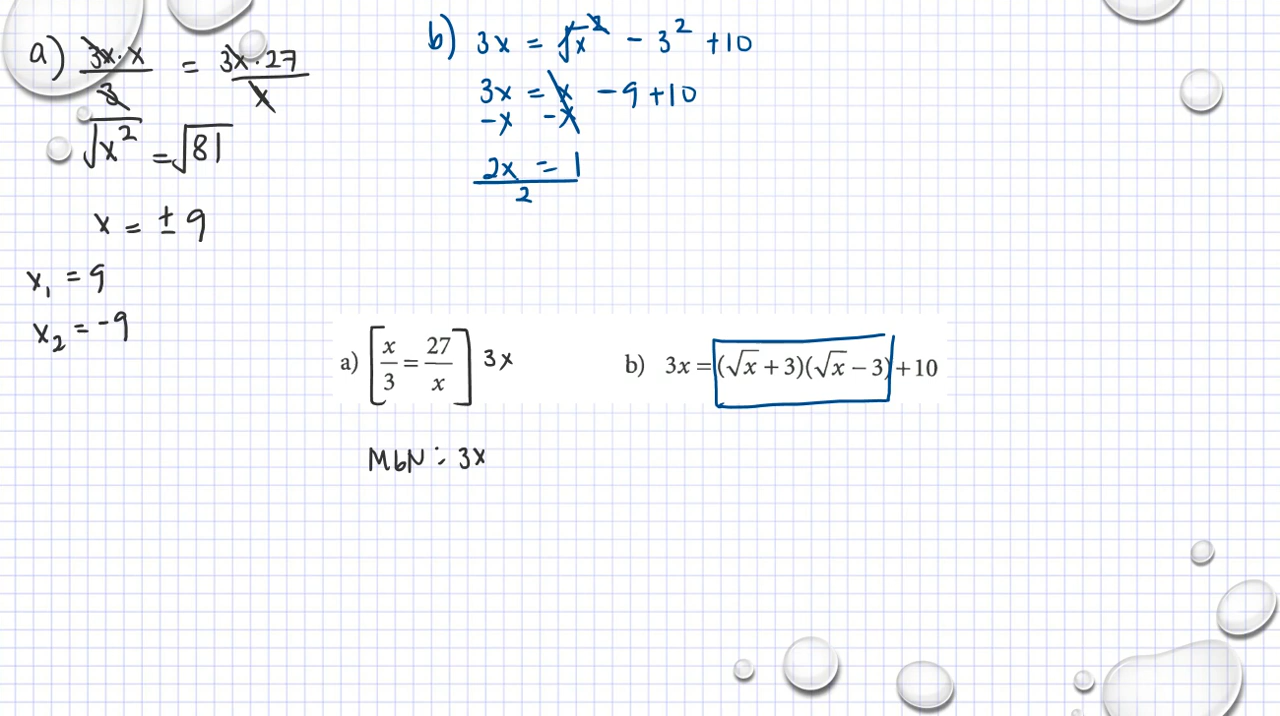 a) 3x·x/3 = 3x·27/x
√x² = √81
x = ± 9
x₁ = 9
x₂ = -9
b) 3x = √x² - 3² + 10
3x = x - 9 + 10
-x -x
2x = 1
2
a) [x/3 = 27/x] 3x
MGN : 3x
b) 3x = (√x + 3)(√x − 3) + 10